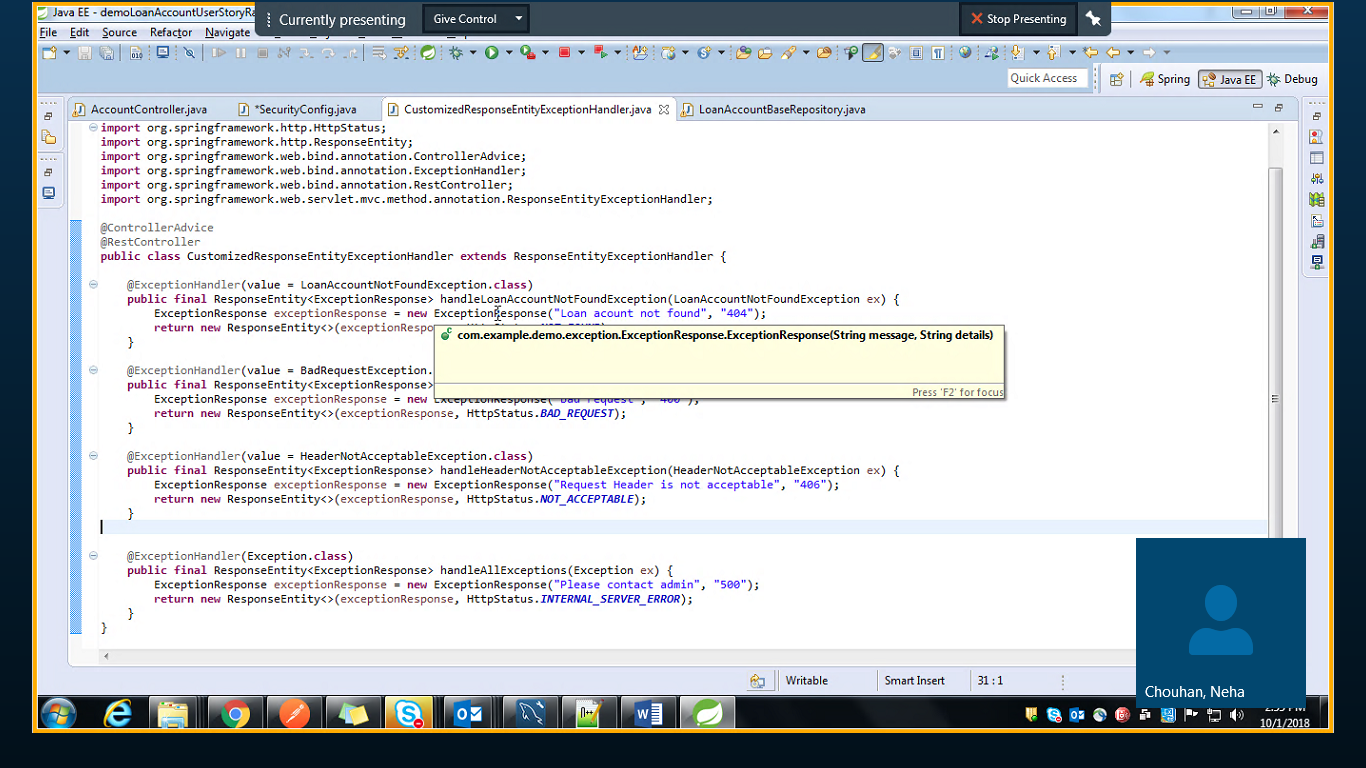 Java EE - demoLoanAccountUserStoryRa
Currently presenting
Give Control
Stop Presenting
File Edit Source Refactor Navigate
Quick Access
Spring
Java EE
Debug
AccountController.java
*SecurityConfig.java
CustomizedResponseEntityExceptionHandler.java
LoanAccountBaseRepository.java
import org.springframework.http.HttpStatus;
import org.springframework.http.ResponseEntity;
import org.springframework.web.bind.annotation.ControllerAdvice;
import org.springframework.web.bind.annotation.ExceptionHandler;
import org.springframework.web.bind.annotation.RestController;
import org.springframework.web.servlet.mvc.method.annotation.ResponseEntityExceptionHandler;
@ControllerAdvice
@RestController
public class CustomizedResponseEntityExceptionHandler extends ResponseEntityExceptionHandler {
@ExceptionHandler(value = LoanAccountNotFoundException.class)
public final ResponseEntity<ExceptionResponse> handleLoanAccountNotFoundException(LoanAccountNotFoundException ex) {
ExceptionResponse exceptionResponse = new ExceptionResponse("Loan acount not found", "404");
return new ResponseEntity<>(exceptionRespo
com.example.demo.exception.ExceptionResponse.ExceptionResponse(String message, String details)
}
@ExceptionHandler(value = BadRequestException.
public final ResponseEntity<ExceptionResponse>
Press 'F2' for focus
ExceptionResponse exceptionResponse = new ExceptionResponse("Bad request", "400");
return new ResponseEntity<>(exceptionResponse, HttpStatus.BAD_REQUEST);
}
@ExceptionHandler(value = HeaderNotAcceptableException.class)
public final ResponseEntity<ExceptionResponse> handleHeaderNotAcceptableException(HeaderNotAcceptableException ex) {
ExceptionResponse exceptionResponse = new ExceptionResponse("Request Header is not acceptable", "406");
return new ResponseEntity<>(exceptionResponse, HttpStatus.NOT_ACCEPTABLE);
}
@ExceptionHandler(Exception.class)
public final ResponseEntity<ExceptionResponse> handleAllExceptions(Exception ex) {
ExceptionResponse exceptionResponse = new ExceptionResponse("Please contact admin", "500");
return new ResponseEntity<>(exceptionResponse, HttpStatus.INTERNAL_SERVER_ERROR);
}
}
Writable
Smart Insert
31 : 1
Chouhan, Neha
10/1/2018